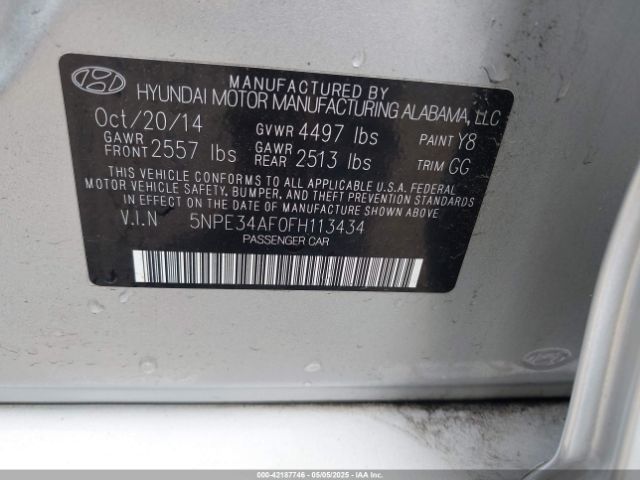 MANUFACTURED BY
HYUNDAI MOTOR MANUFACTURING ALABAMA, LLC
Oct/20/14 GVWR 4497 lbs PAINT Y8
GAWR FRONT 2557 lbs GAWR REAR 2513 lbs TRIM GG
THIS VEHICLE CONFORMS TO ALL APPLICABLE U.S.A. FEDERAL
MOTOR VEHICLE SAFETY, BUMPER, AND THEFT PREVENTION STANDARDS
IN EFFECT ON THE DATE OF MANUFACTURE SHOWN ABOVE.
V.I.N 5NPE34AF0FH113434
PASSENGER CAR
000-42187746 - 05/05/2025 - IAAI.COM